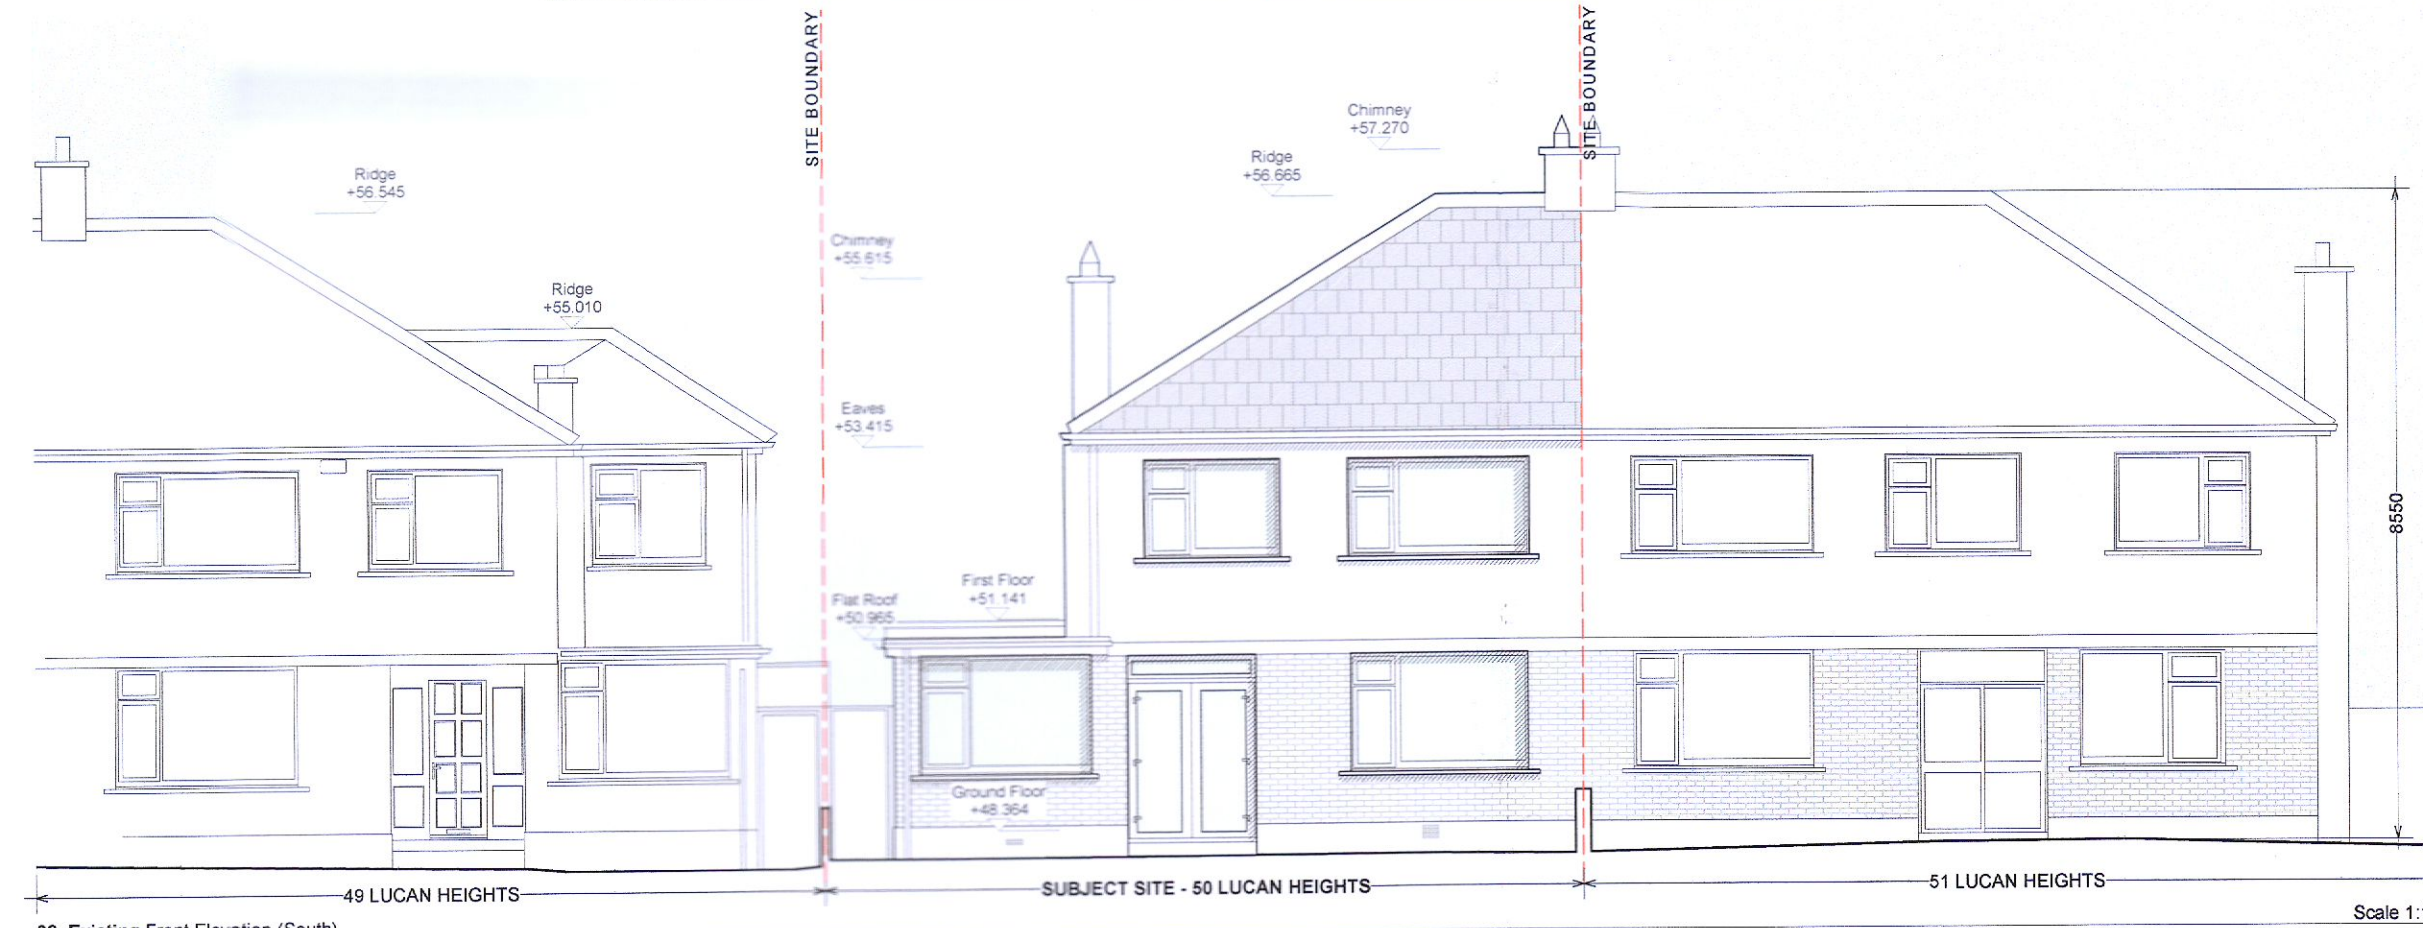 SITE BOUNDARY
SITE BOUNDARY
Chimney
+57.270
Ridge
+56.665
Ridge
+56.545
Chimney
+55.615
Ridge
+55.010
Eaves
+53.415
8550
First Floor
+51.141
Flat Roof
+50.965
Ground Floor
+48.364
49 LUCAN HEIGHTS
SUBJECT SITE - 50 LUCAN HEIGHTS
51 LUCAN HEIGHTS
Scale 1:
Existing Front Elevation (South)